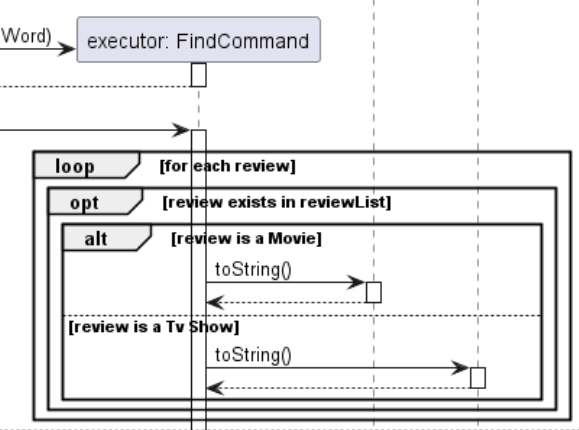 Word)
executor: FindCommand
loop [for each review]
opt [review exists in reviewList]
alt [review is a Movie]
toString()
[review is a Tv Show]
toString()